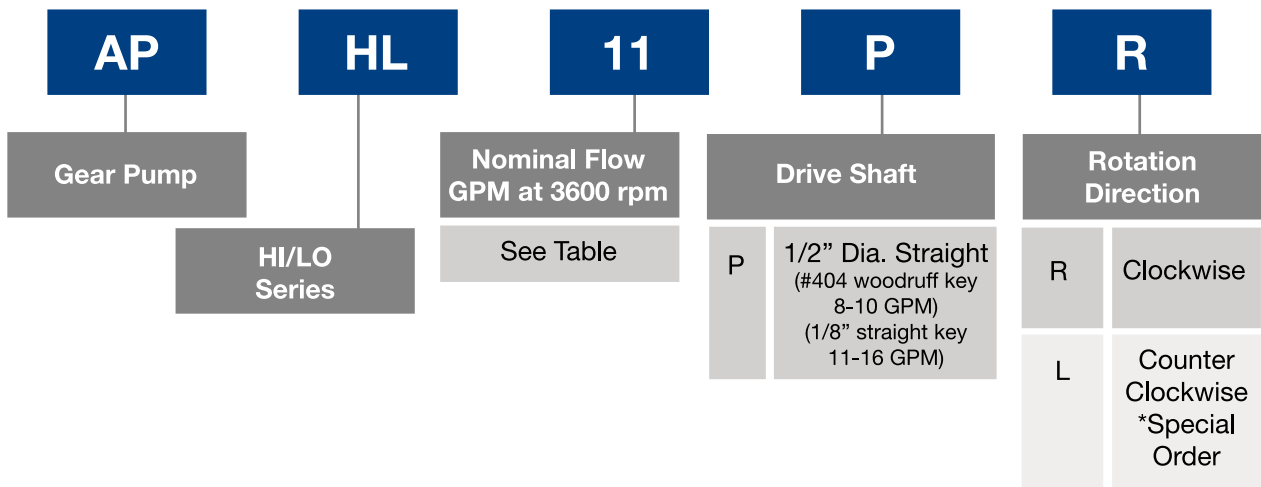 AP
HL
11
P
R
Gear Pump
HI/LO
Series
Nominal Flow
GPM at 3600 rpm
See Table
Drive Shaft
P
1/2” Dia. Straight
(#404 woodruff key
8-10 GPM)
(1/8” straight key
11-16 GPM)
Rotation
Direction
R
Clockwise
L
Counter
Clockwise
*Special
Order